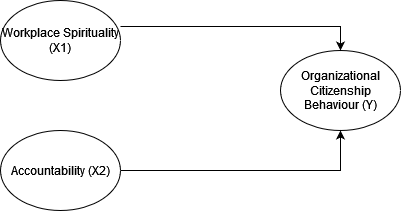 Workplace Spirituality
(X1)
Organizational
Citizenship
Behaviour (Y)
Accountability (X2)